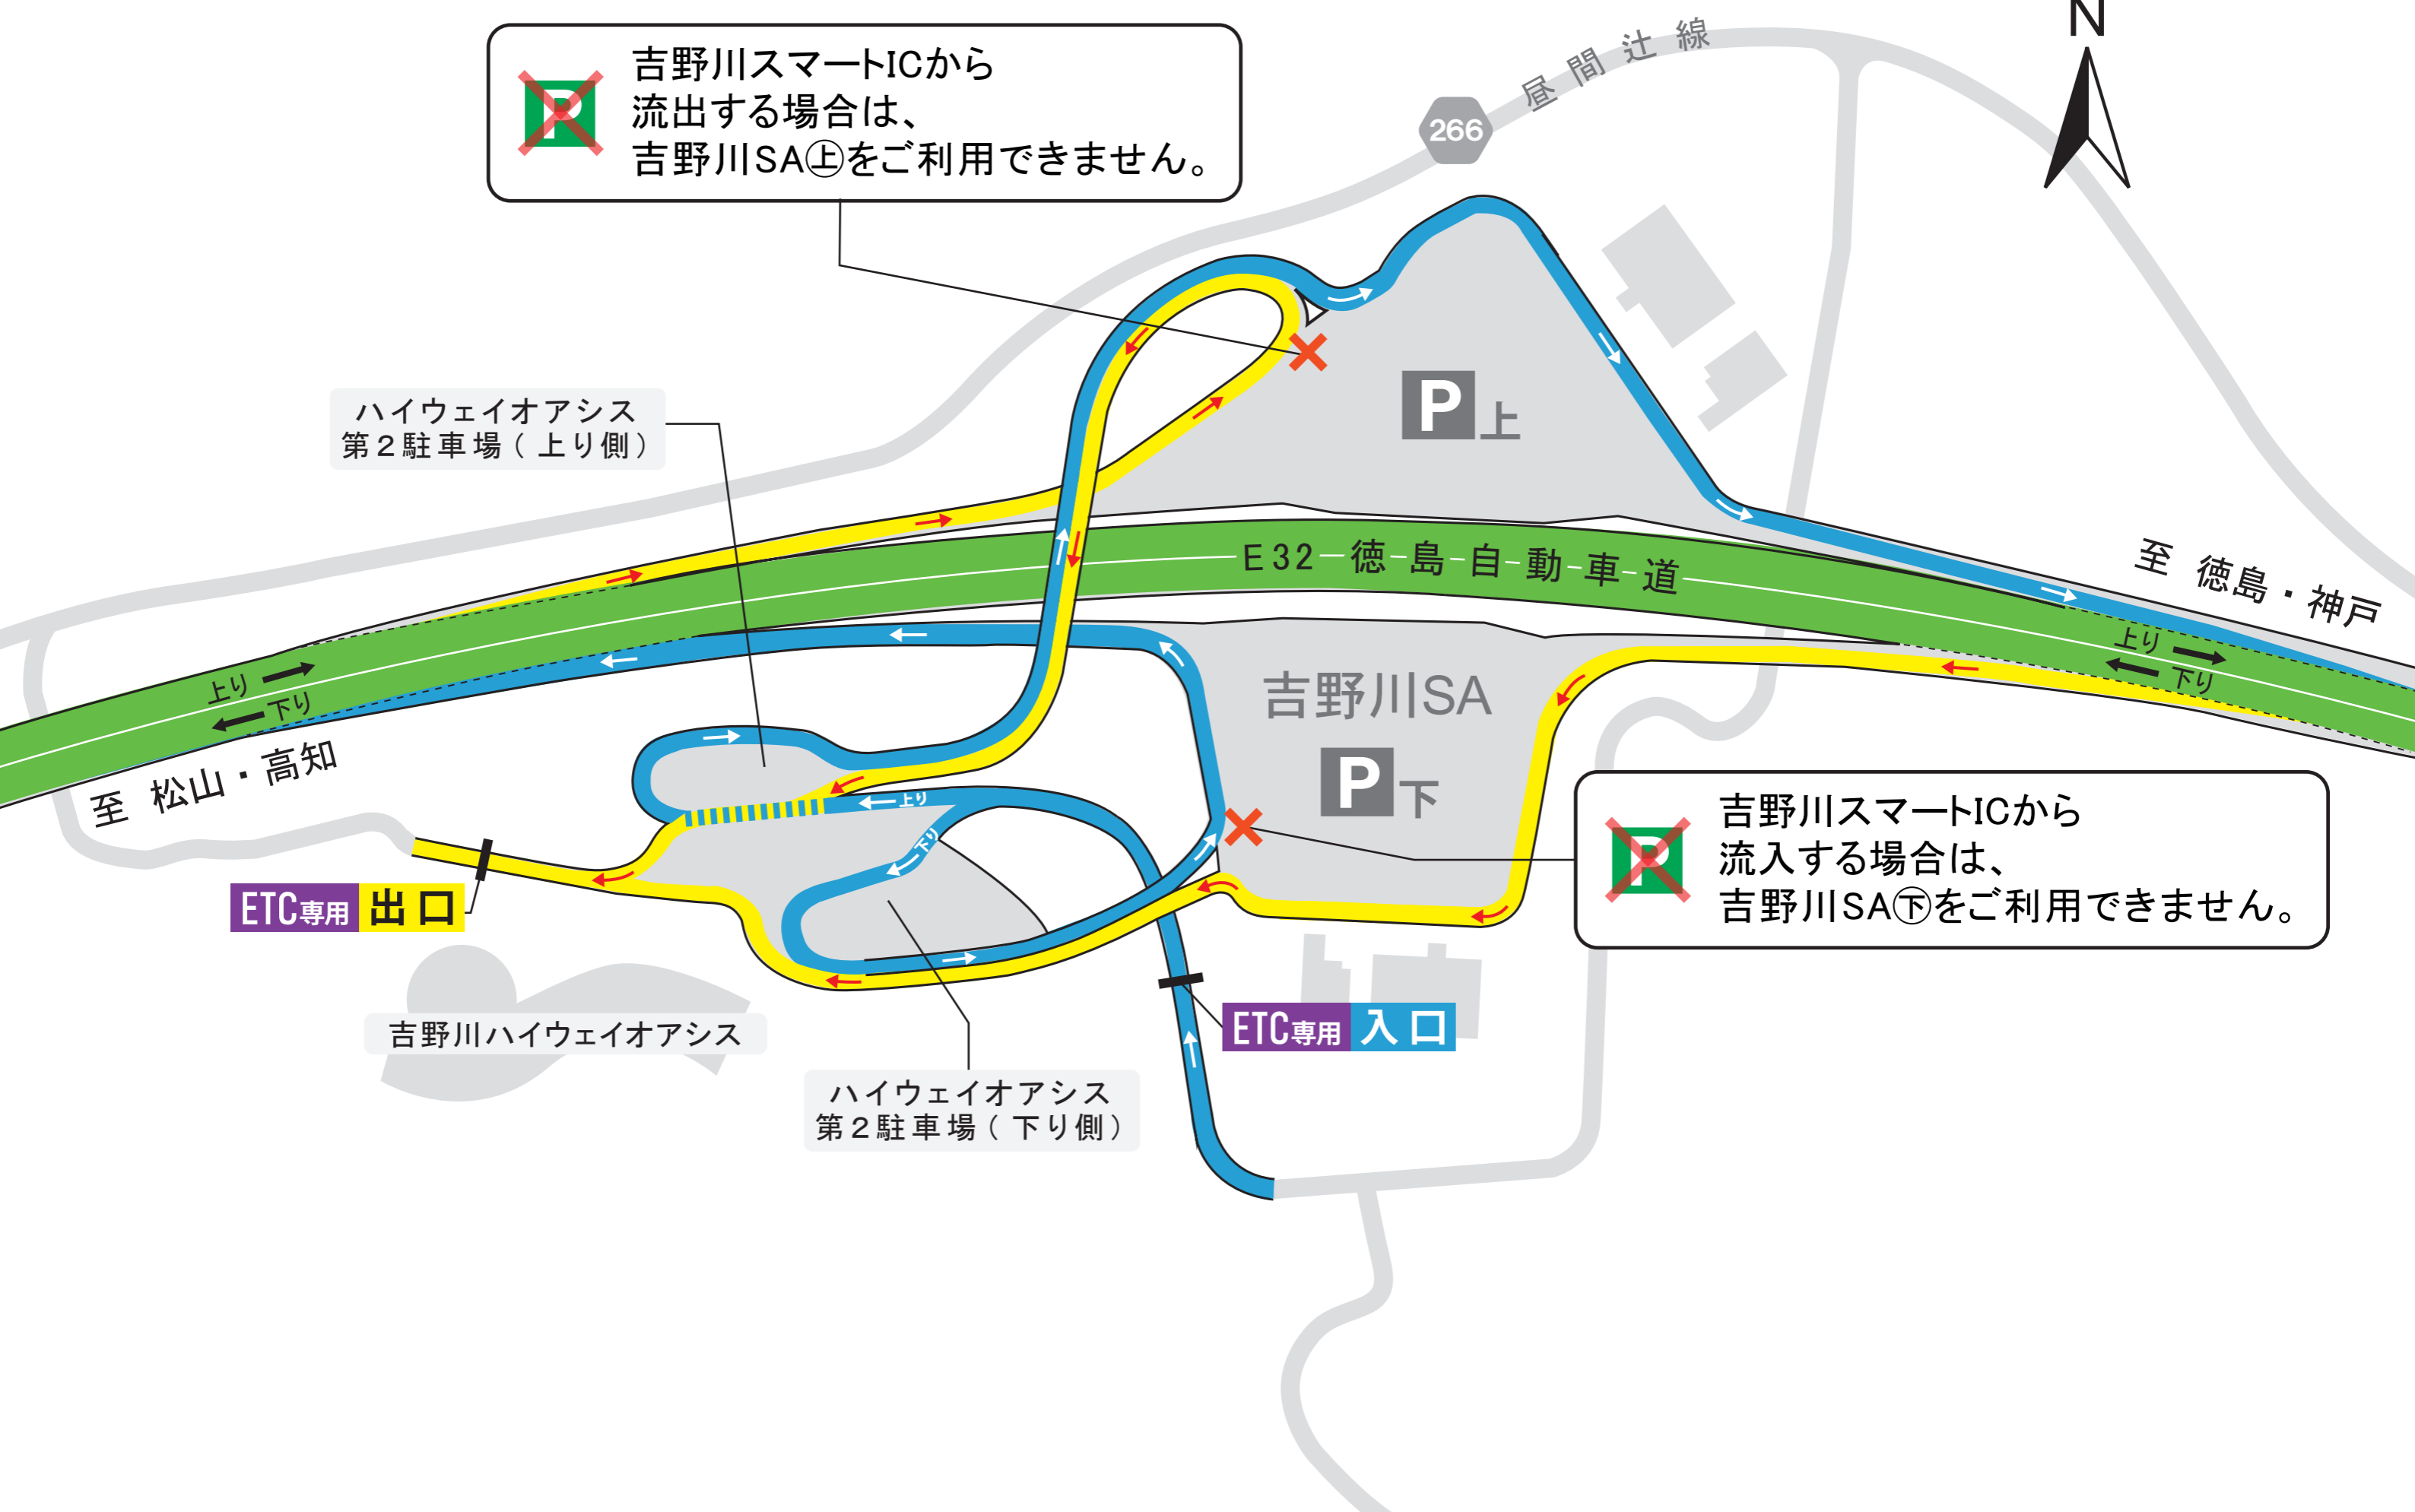 N
吉野川スマートICから
流出する場合は、
吉野川SA㊤をご利用できません。
P
昼間辻線
266
ハイウェイオアシス
第2駐車場(上り側)
P上
E32 徳島自動車道
至 徳島・神戸
上り
下り
上り
下り
至 松山・高知
吉野川SA
P下
上り
下り
P
吉野川スマートICから
流入する場合は、
吉野川SA㊦をご利用できません。
ETC専用 出口
ETC専用 入口
吉野川ハイウェイオアシス
ハイウェイオアシス
第2駐車場(下り側)